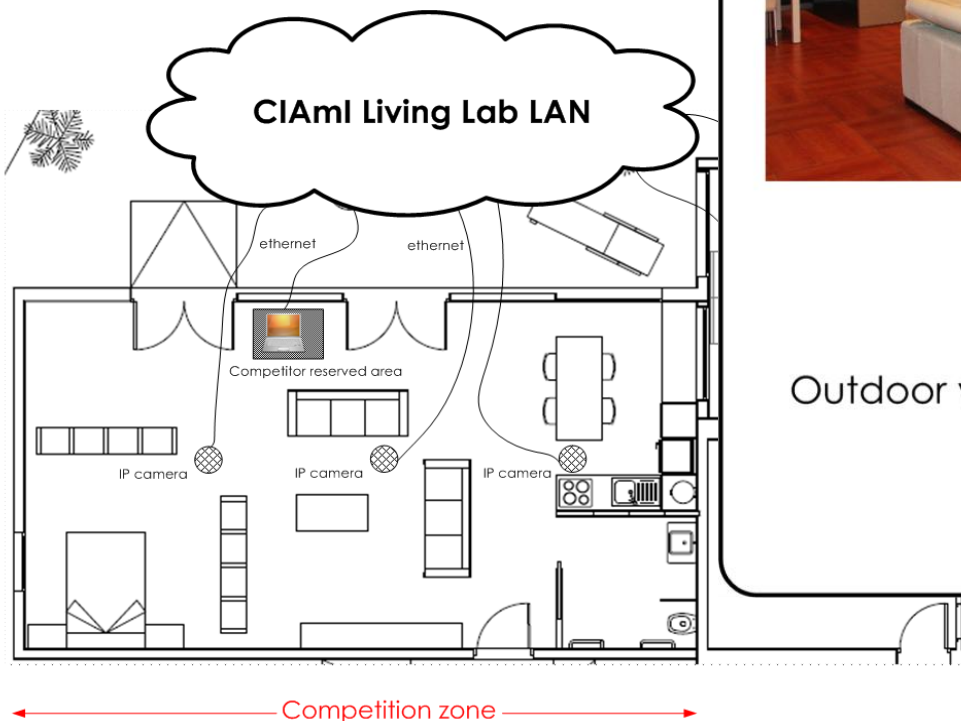 CIAmI Living Lab LAN
ethernet
ethernet
Competitor reserved area
IP camera
IP camera
IP camera
Outdoor
Competition zone